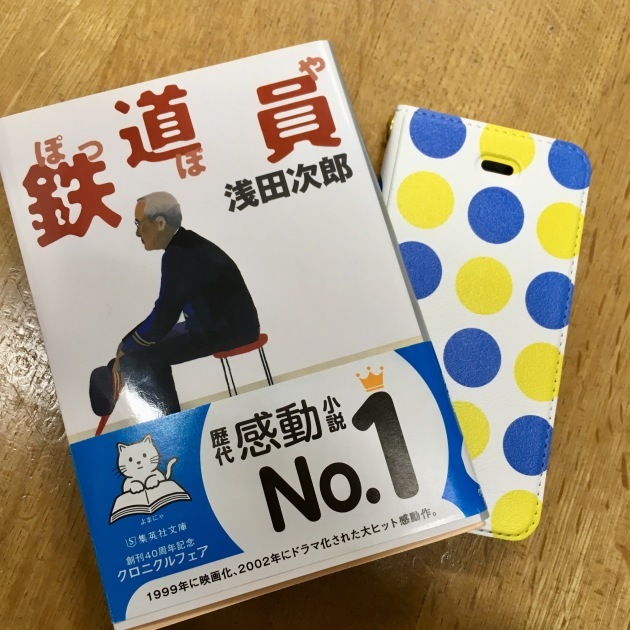 鉄道員
ぽっぽや
浅田次郎
歴代感動小説
No.1
よまにゃ
S集英社文庫
創刊40周年記念
クロニクルフェア
1999年に映画化、2002年にドラマ化された大ヒット感動作。